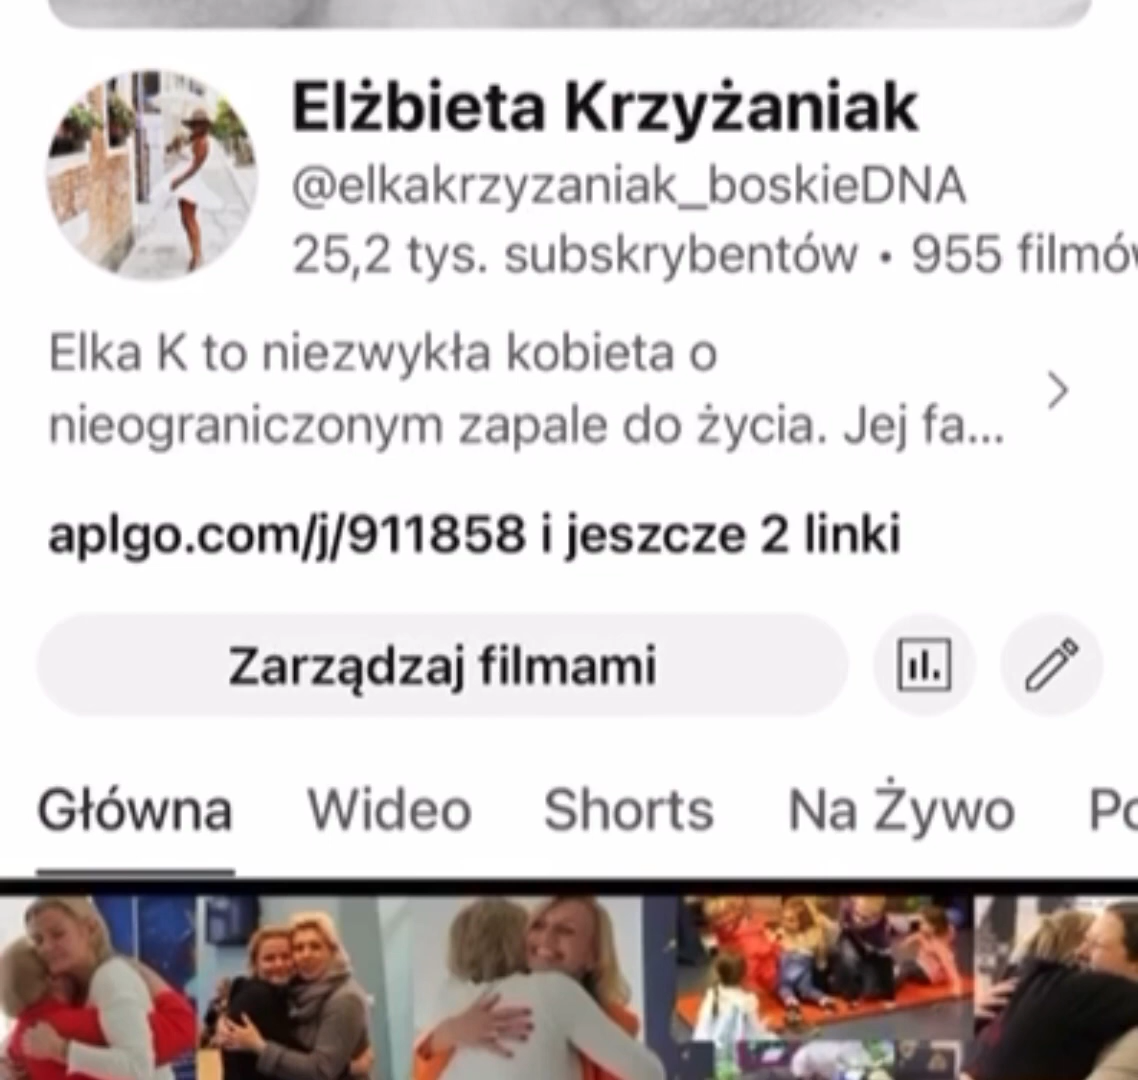 Elżbieta Krzyżaniak
@elkakrzyzaniak_boskieDNA
25,2 tys. subskrybentów • 955 filmów
Elka K to niezwykła kobieta o
nieograniczonym zapale do życia. Jej fa...
aplgo.com/j/911858 i jeszcze 2 linki
Zarządzaj filmami
Główna Wideo Shorts Na Żywo Po